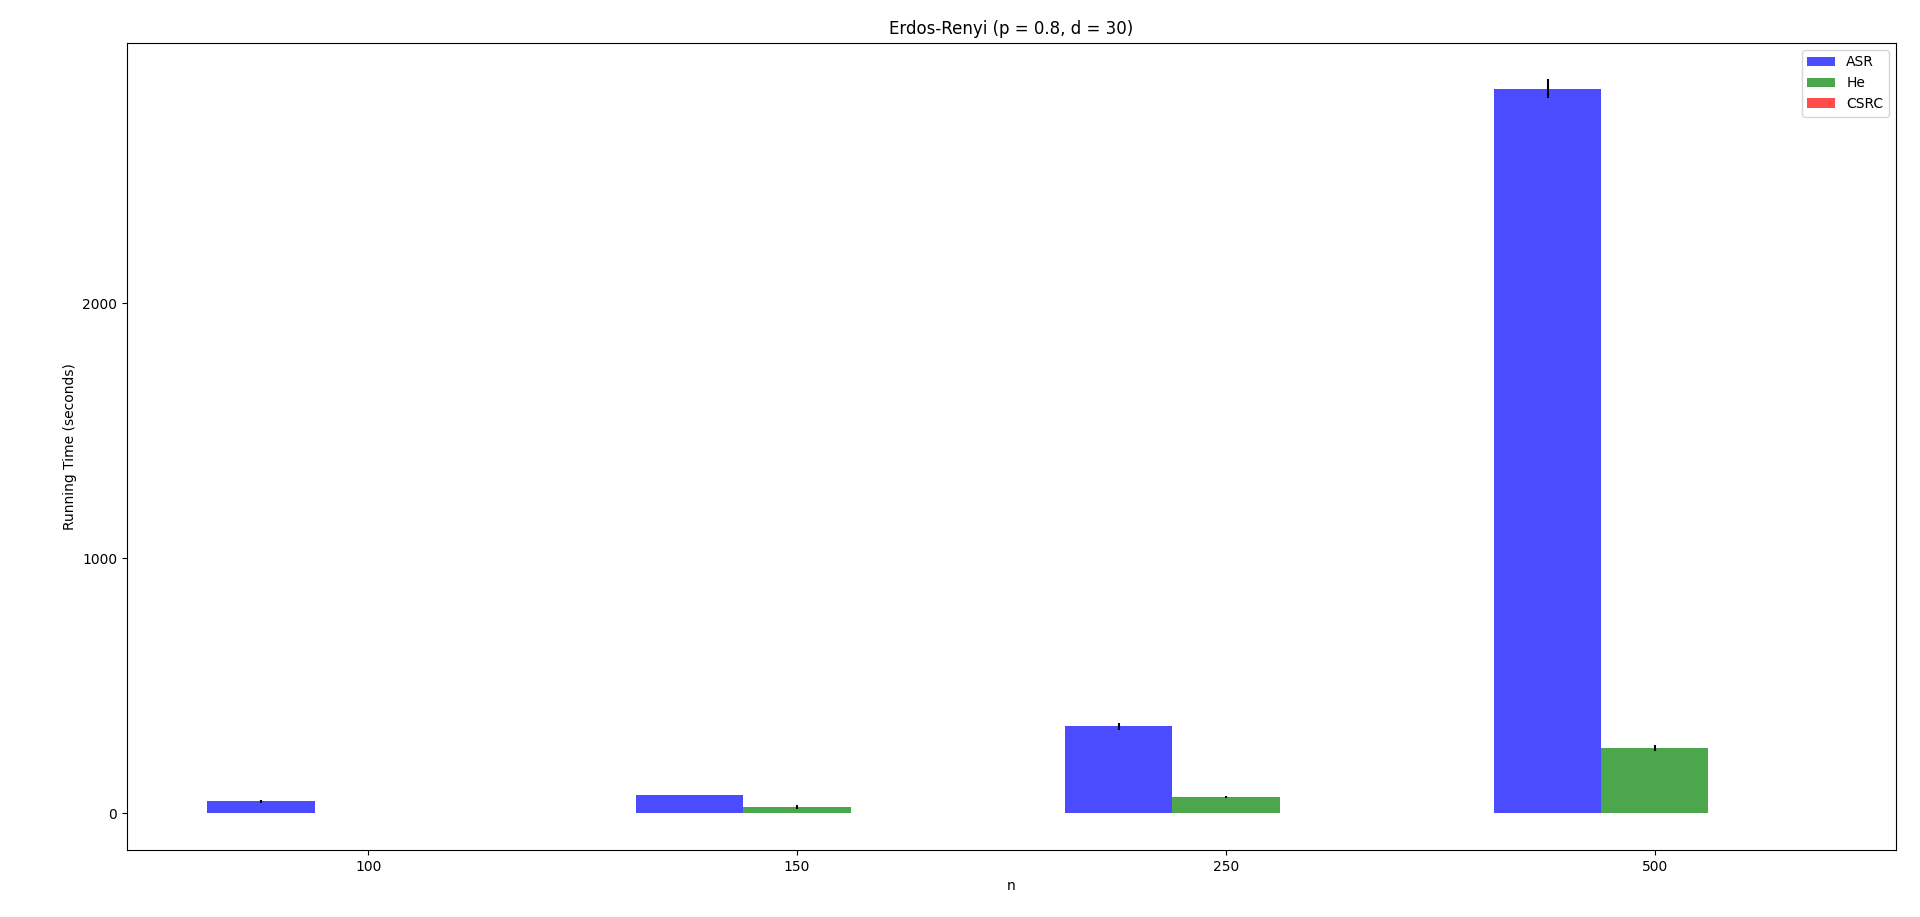 Erdos-Renyi (p = 0.8, d = 30)
ASR
He
CSRC
2000
1000
0
Running Time (seconds)
100
150
250
500
n